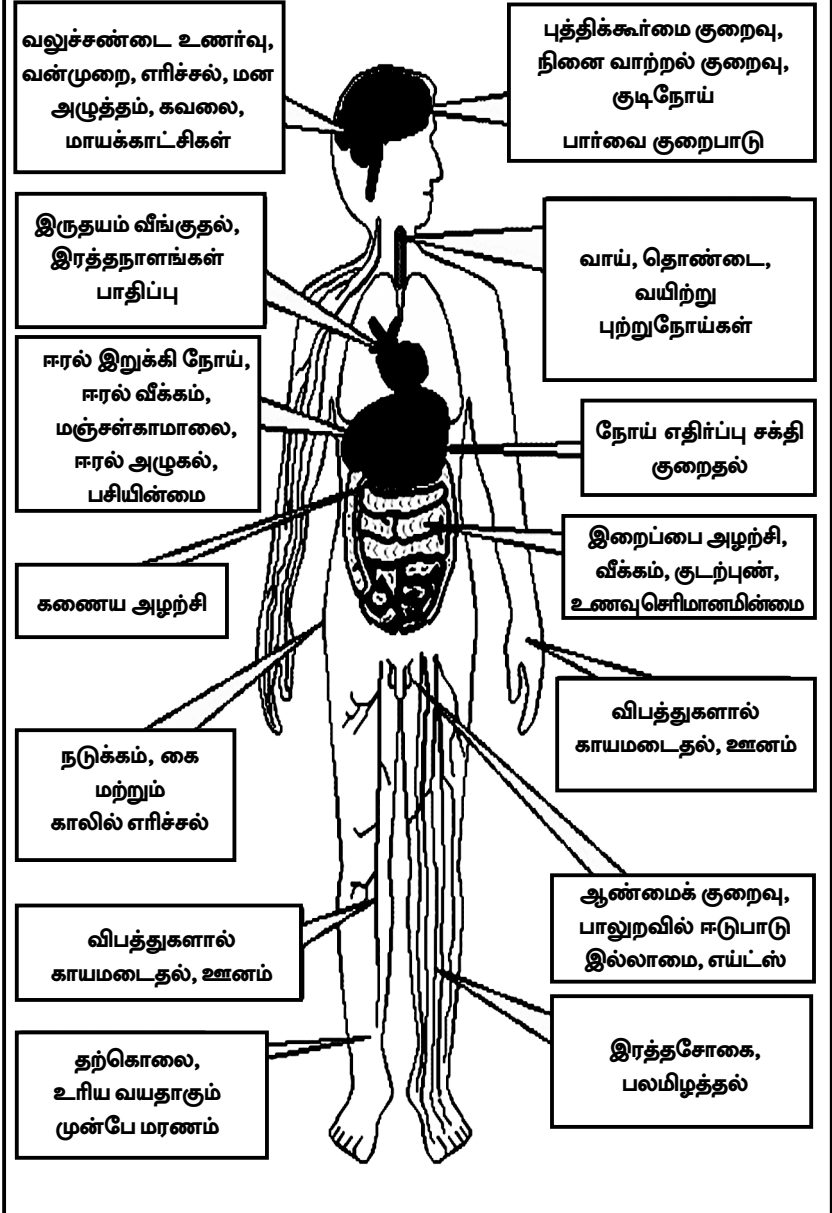 வலுச்சண்டை உணர்வு,
வன்முறை, எரிச்சல், மன
அழுத்தம், கவலை,
மாயக்காட்சிகள்
புத்திக்கூர்மை குறைவு,
நினை வாற்றல் குறைவு,
குடிநோய்
பார்வை குறைபாடு
இருதயம் வீங்குதல்,
இரத்தநாளங்கள்
பாதிப்பு
வாய், தொண்டை,
வயிற்று
புற்றுநோய்கள்
ஈரல் இறுக்கி நோய்,
ஈரல் வீக்கம்,
மஞ்சள்காமாலை,
ஈரல் அழுகல்,
பசியின்மை
நோய் எதிர்ப்பு சக்தி
குறைதல்
கணைய அழற்சி
இறைப்பை அழற்சி,
வீக்கம், குடற்புண்,
உணவுசெரிமானமின்மை
நடுக்கம், கை
மற்றும்
காலில் எரிச்சல்
விபத்துகளால்
காயமடைதல், ஊனம்
விபத்துகளால்
காயமடைதல், ஊனம்
ஆண்மைக் குறைவு,
பாலுறவில் ஈடுபாடு
இல்லாமை, எய்ட்ஸ்
தற்கொலை,
உரிய வயதாகும்
முன்பே மரணம்
இரத்தசோகை,
பலமிழத்தல்